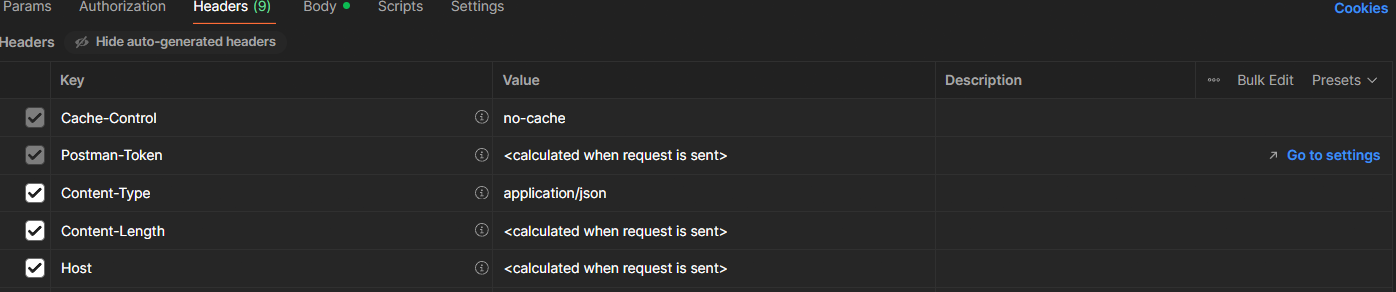 Params Authorization Headers (9) Body Scripts Settings Cookies
Headers Hide auto-generated headers
Key Value Description Bulk Edit Presets
Cache-Control no-cache
Postman-Token <calculated when request is sent> Go to settings
Content-Type application/json
Content-Length <calculated when request is sent>
Host <calculated when request is sent>